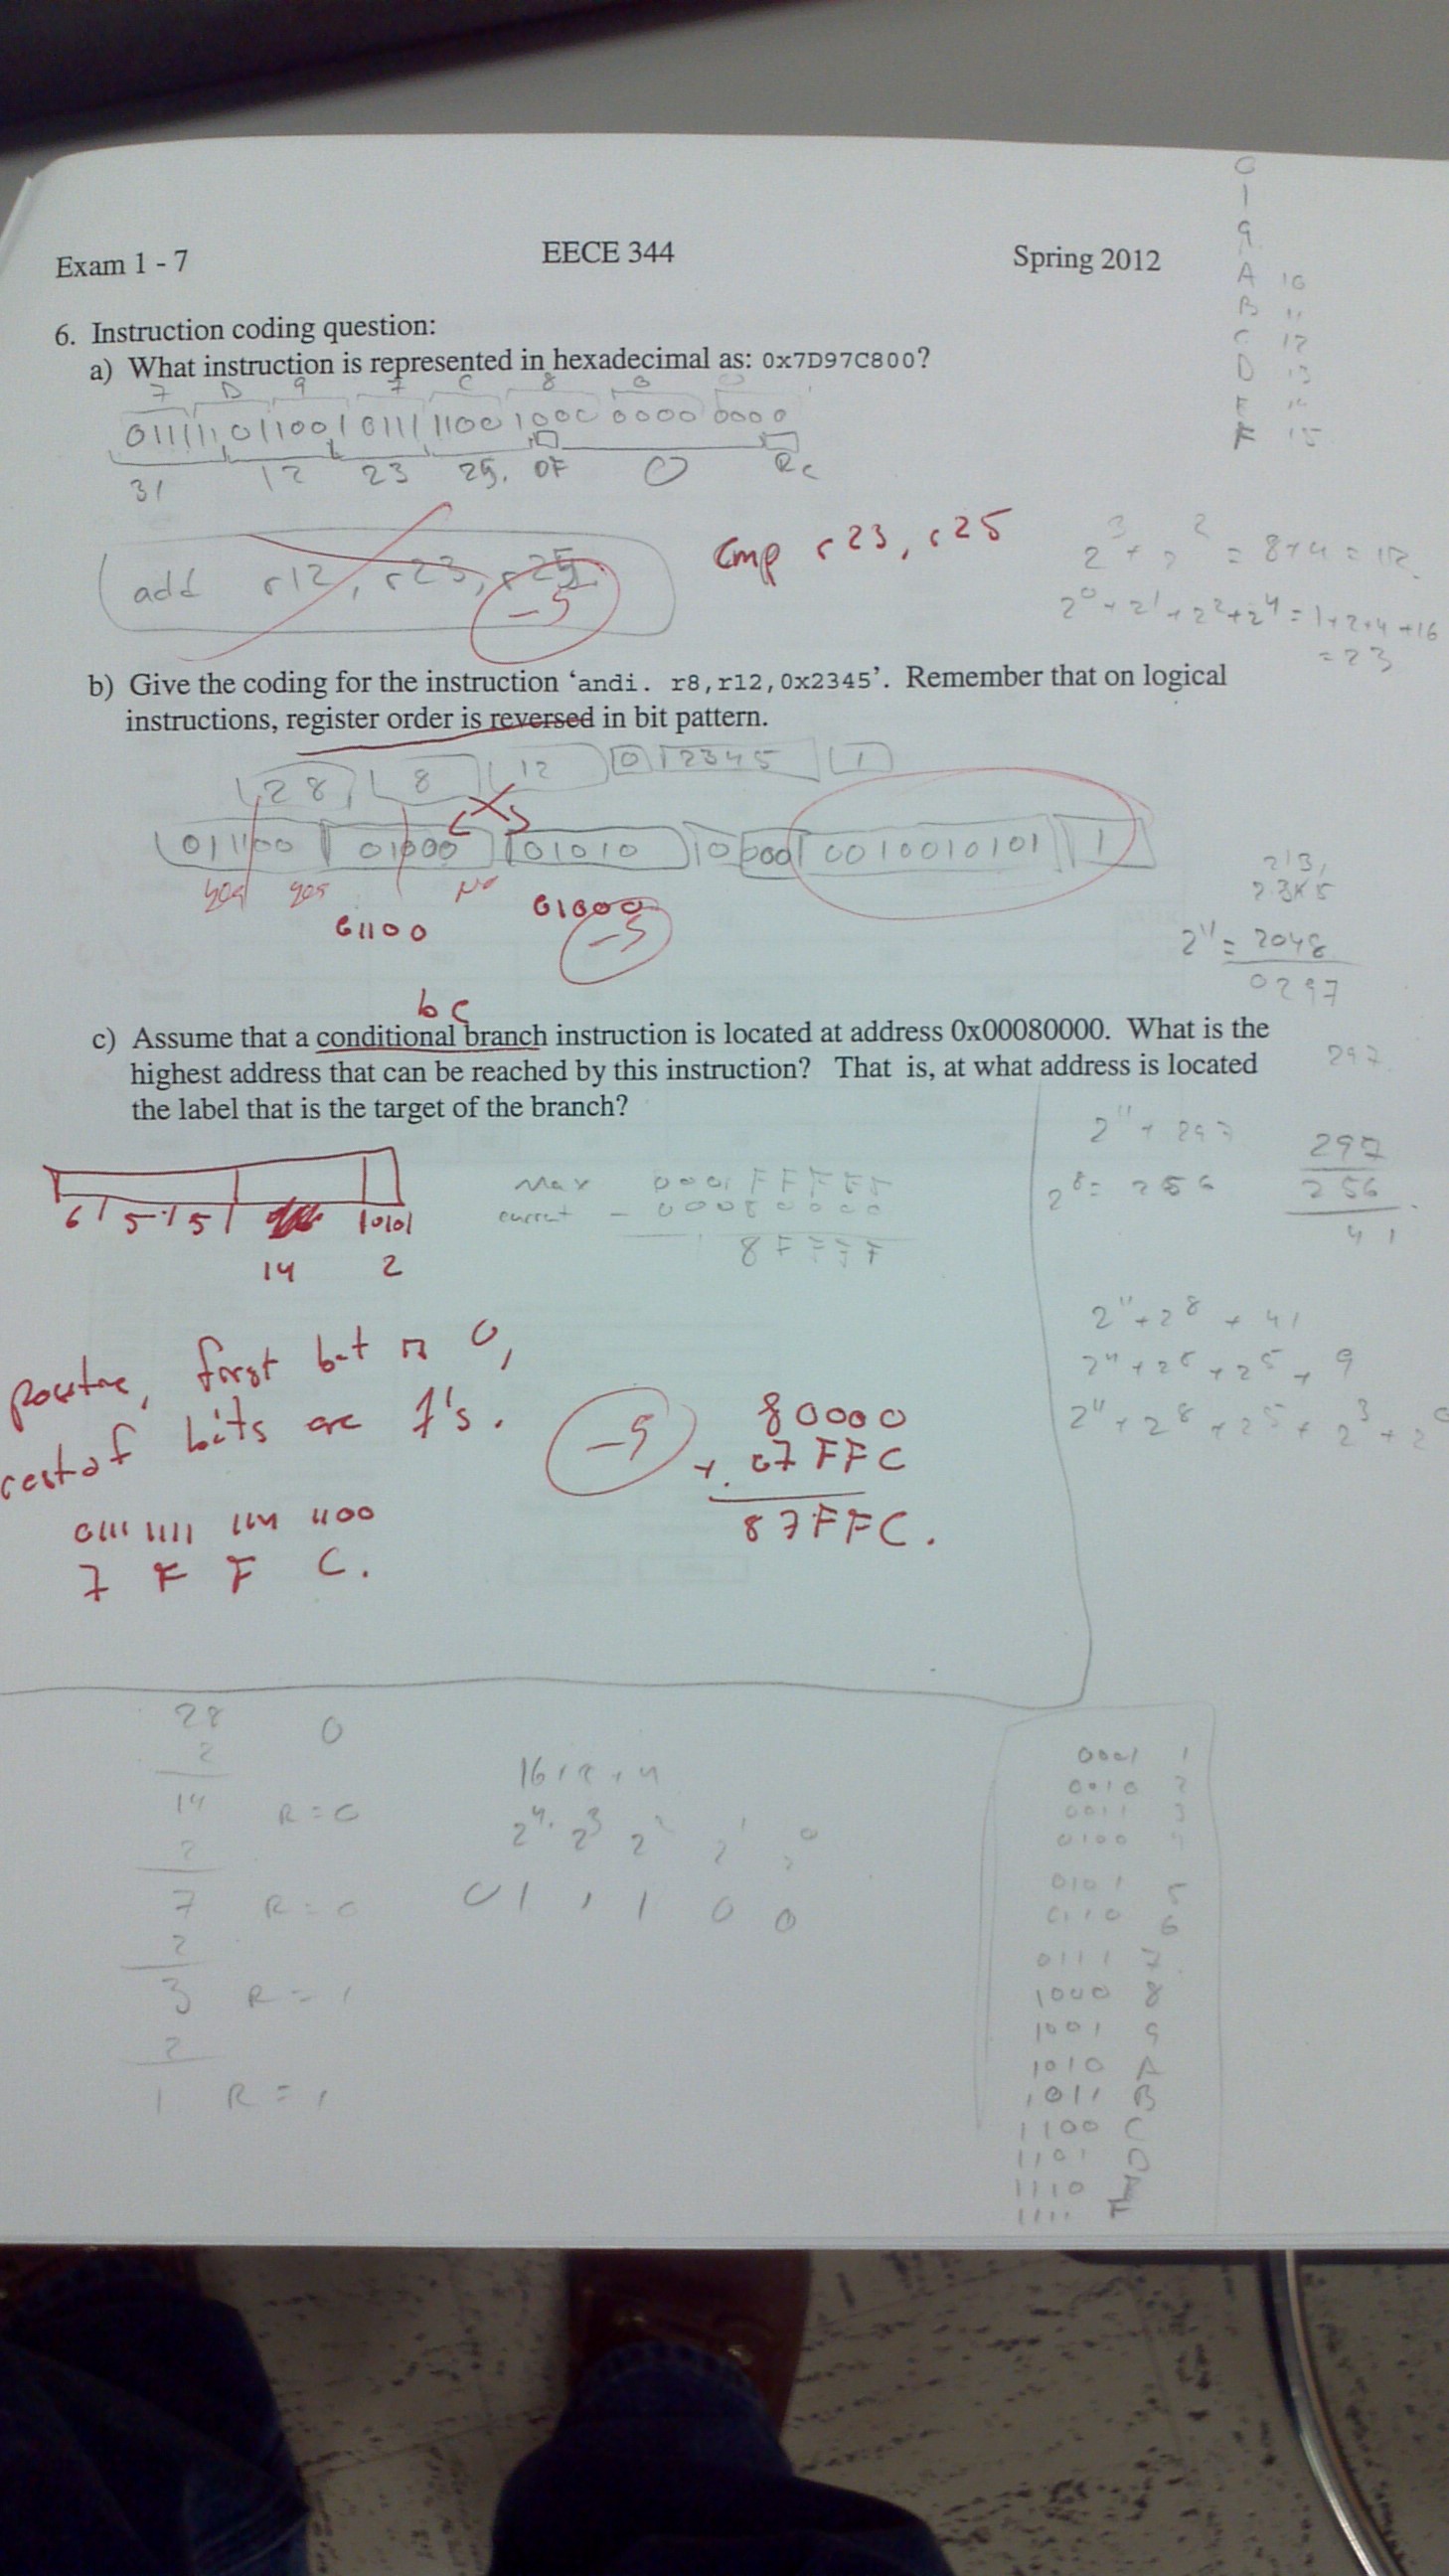 Exam 1 - 7 EECE 344 Spring 2012
6. Instruction coding question:
a) What instruction is represented in hexadecimal as: 0x7D97C800?
7 D 9 7 C 8 0 0
011111 01100 10111 11001 000 0000 0000
31 12 23 25. OF 0 Rc
add r12, r23, r25
-5
cmp r23, r25
2^3 + 2^2 = 8+4 = 12
2^0 + 2^1 + 2^2 + 2^4 = 1+2+4+16
= 23
b) Give the coding for the instruction ‘andi. r8,r12,0x2345’. Remember that on logical
instructions, register order is reversed in bit pattern.
28 8 12 0 2345 1
011100 01000 01010 0010010101 1
yes yes No
01100 01000
-5
2^11 = 2048
0297
bc
c) Assume that a conditional branch instruction is located at address 0x00080000. What is the
highest address that can be reached by this instruction? That is, at what address is located
the label that is the target of the branch?
297
6 5 5 14 2
Max
current - 00080000
8FFFF
2^11 + 297
2^8 = 256
297
256
41
2^11 + 2^8 + 41
2^11 + 2^8 + 2^5 + 9
2^11 + 2^8 + 2^5 + 2^3 + 2^0
positive, first bit is 0,
rest of bits are 1's.
0111 1111 1111 1100
7 F F C.
-5
80000
+ 07FFC
87FFC.
28 0
2
14 R = 0
2
7 R = 0
2
3 R = 1
2
1 R = 1
16+8+4
2^4 2^3 2^2 2^1 2^0
0 1 1 1 0 0
0
1
9
A 10
B 11
C 12
D 13
E 14
F 15
0001 1
0010 2
0011 3
0100 4
0101 5
0110 6
0111 7
1000 8
1001 9
1010 A
1011 B
1100 C
1101 D
1110
1111 F